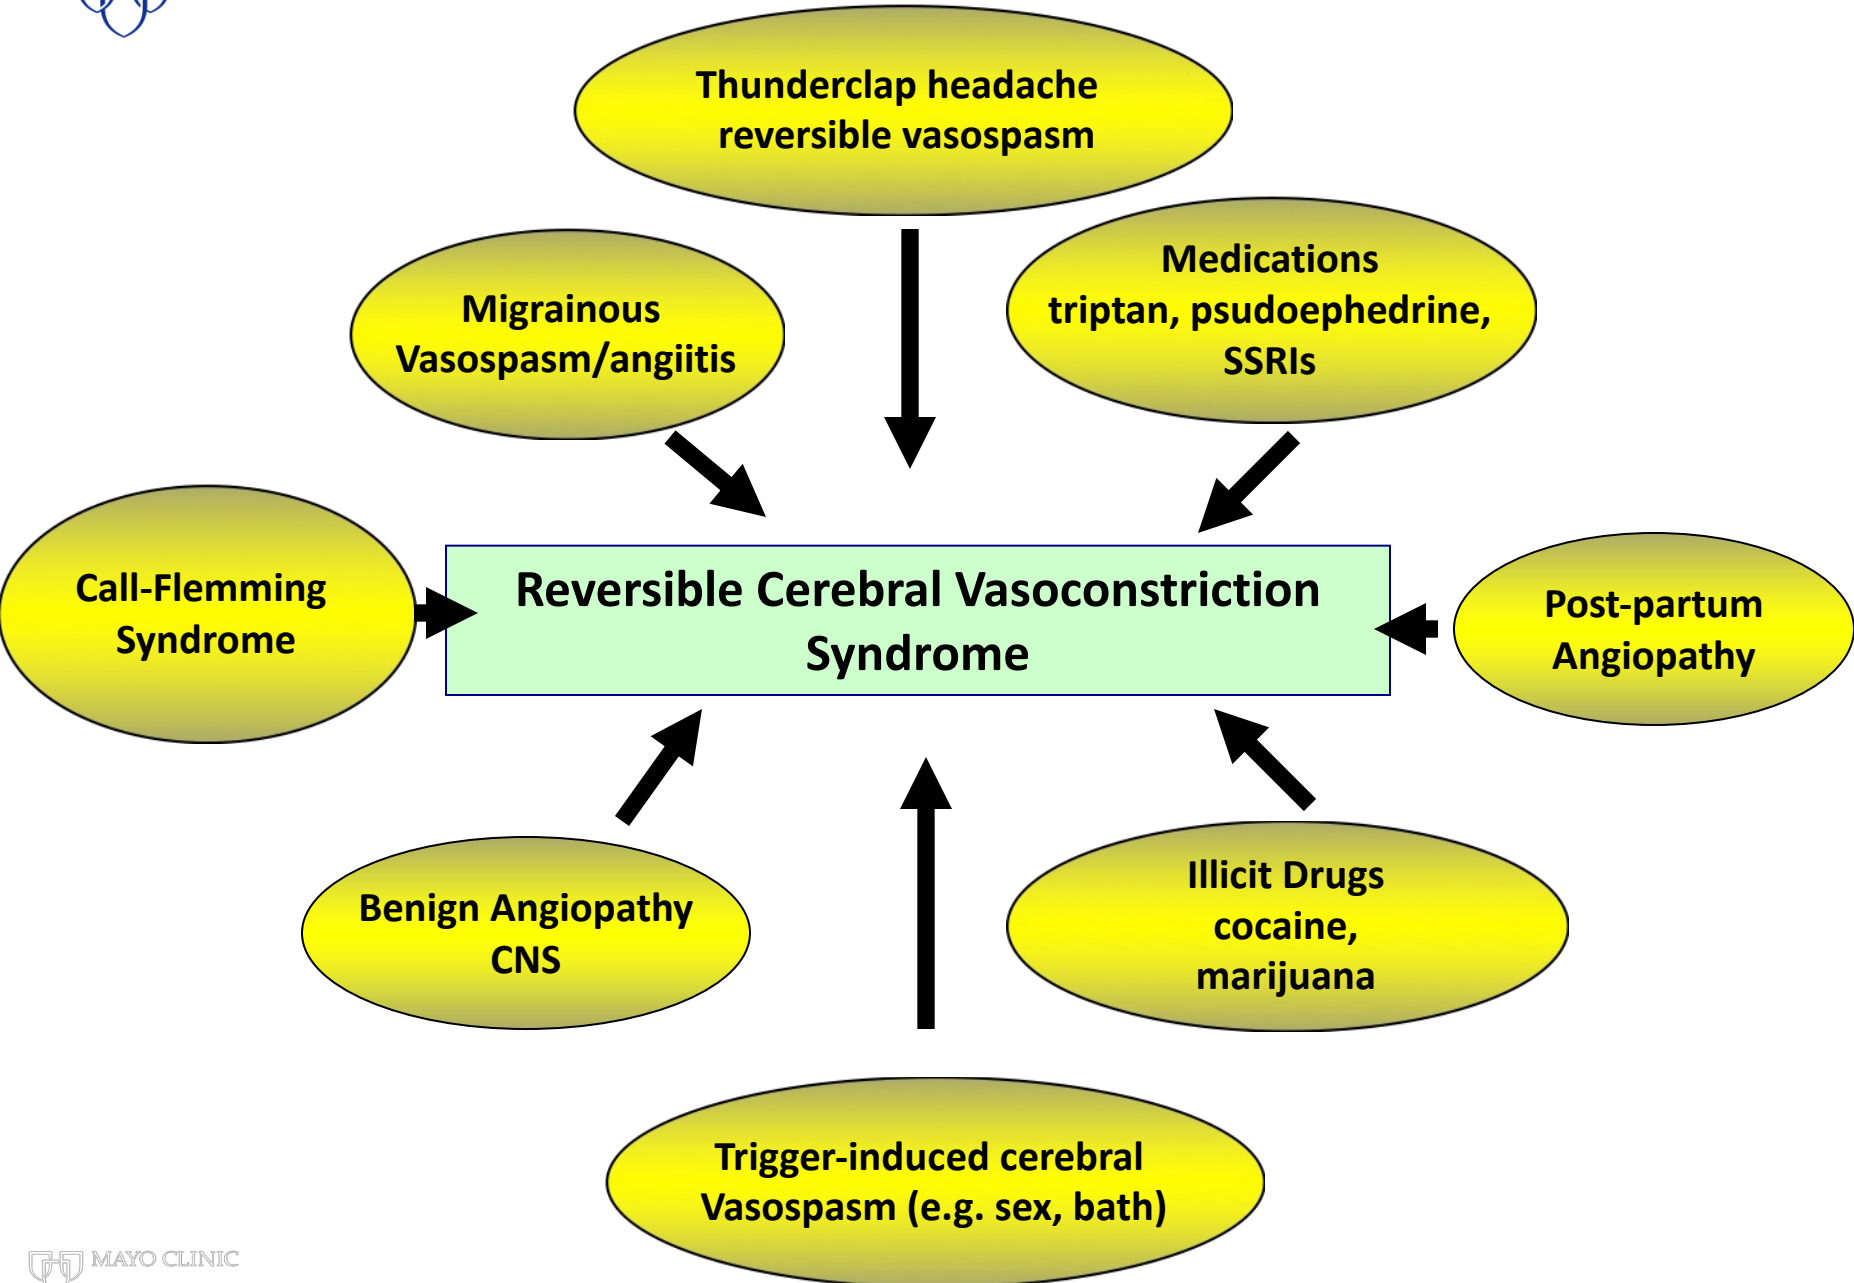 Thunderclap headache
reversible vasospasm
Migrainous
Vasospasm/angiitis
Medications
triptan, psudoephedrine,
SSRIs
Call-Flemming
Syndrome
Reversible Cerebral Vasoconstriction
Syndrome
Post-partum
Angiopathy
Benign Angiopathy
CNS
Illicit Drugs
cocaine,
marijuana
Trigger-induced cerebral
Vasospasm (e.g. sex, bath)
MAYO CLINIC